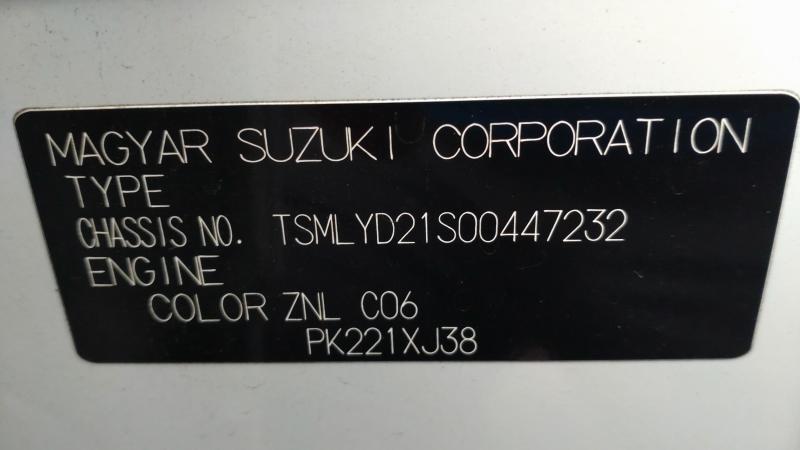 MAGYAR SUZUKI CORPORATION
TYPE
CHASSIS NO. TSMLYD21S00447232
ENGINE
COLOR ZNL C06
PK221XJ38